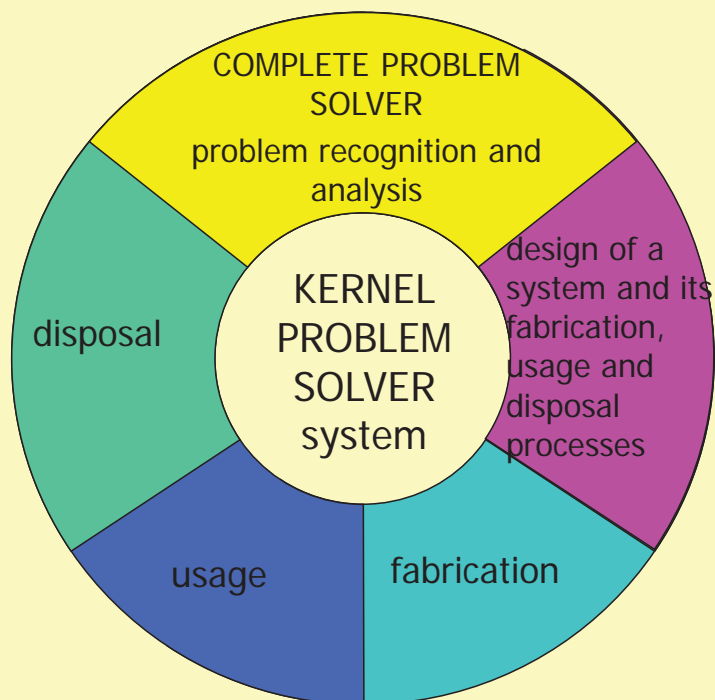 COMPLETE PROBLEM
SOLVER
problem recognition and
analysis
design of a
system and its
fabrication,
usage and
disposal
processes
KERNEL
PROBLEM
SOLVER
system
disposal
usage
fabrication